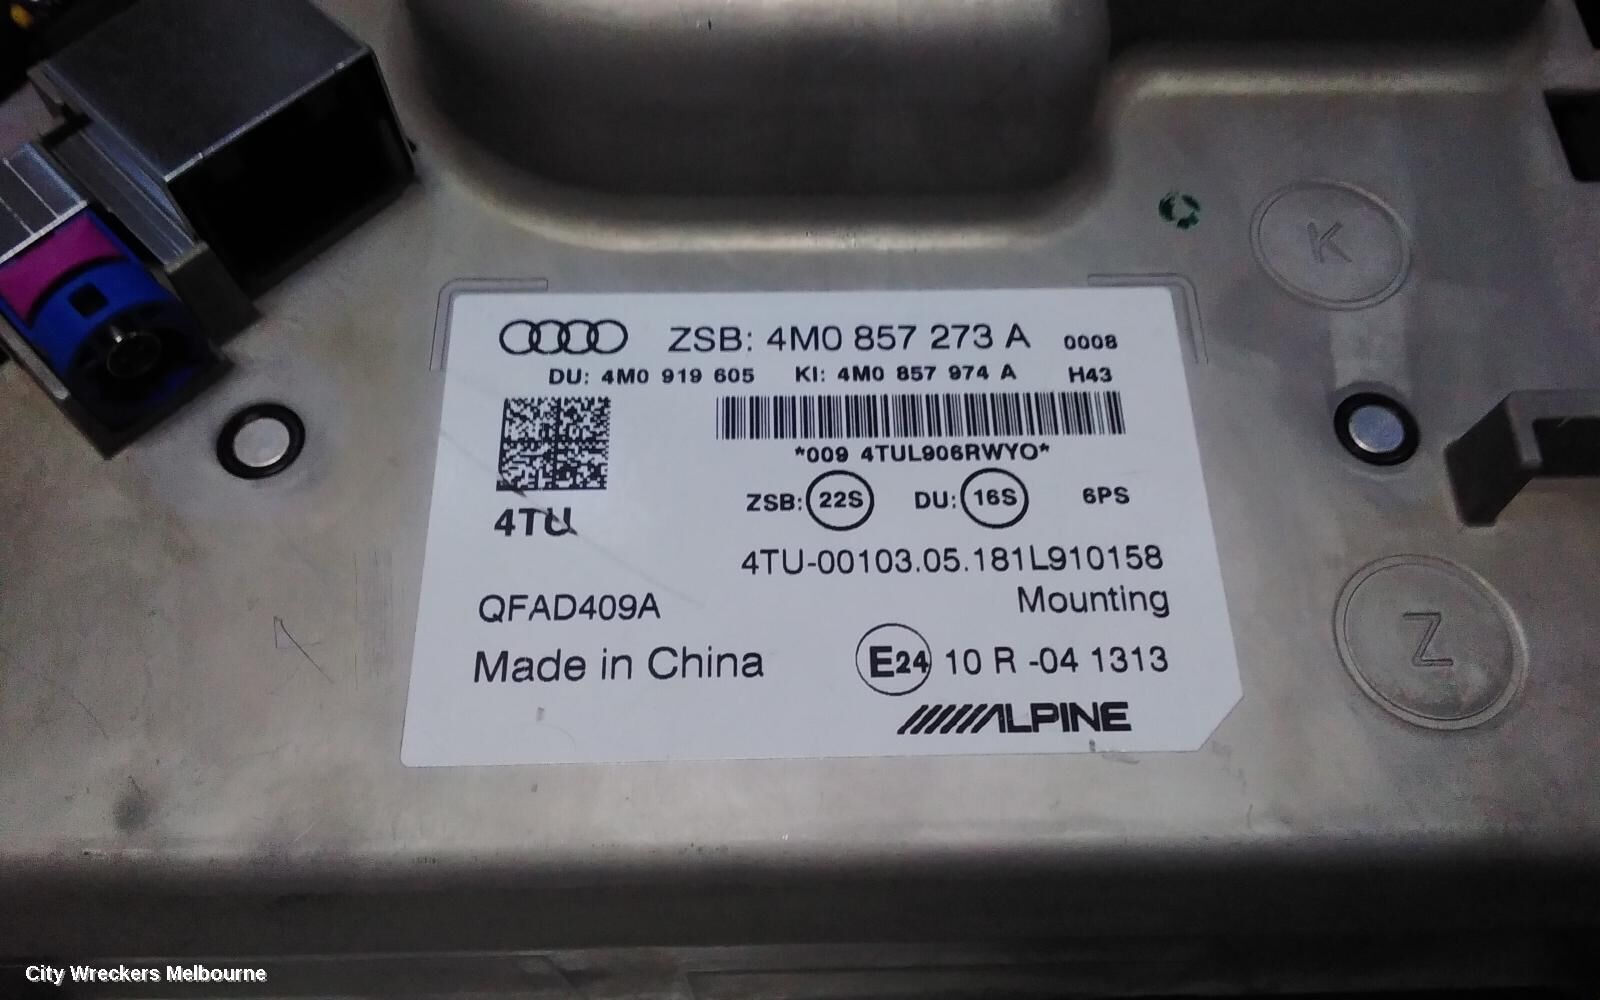 ZSB: 4M0 857 273 A 0008
DU: 4M0 919 605 KI: 4M0 857 974 A H43
*009 4TUL906RWYO*
4TU
ZSB: 22S DU: 16S 6PS
4TU-00103.05.181L910158
QFAD409A
Mounting
Made in China
E24 10 R -04 1313
ALPINE
K
Z
City Wreckers Melbourne